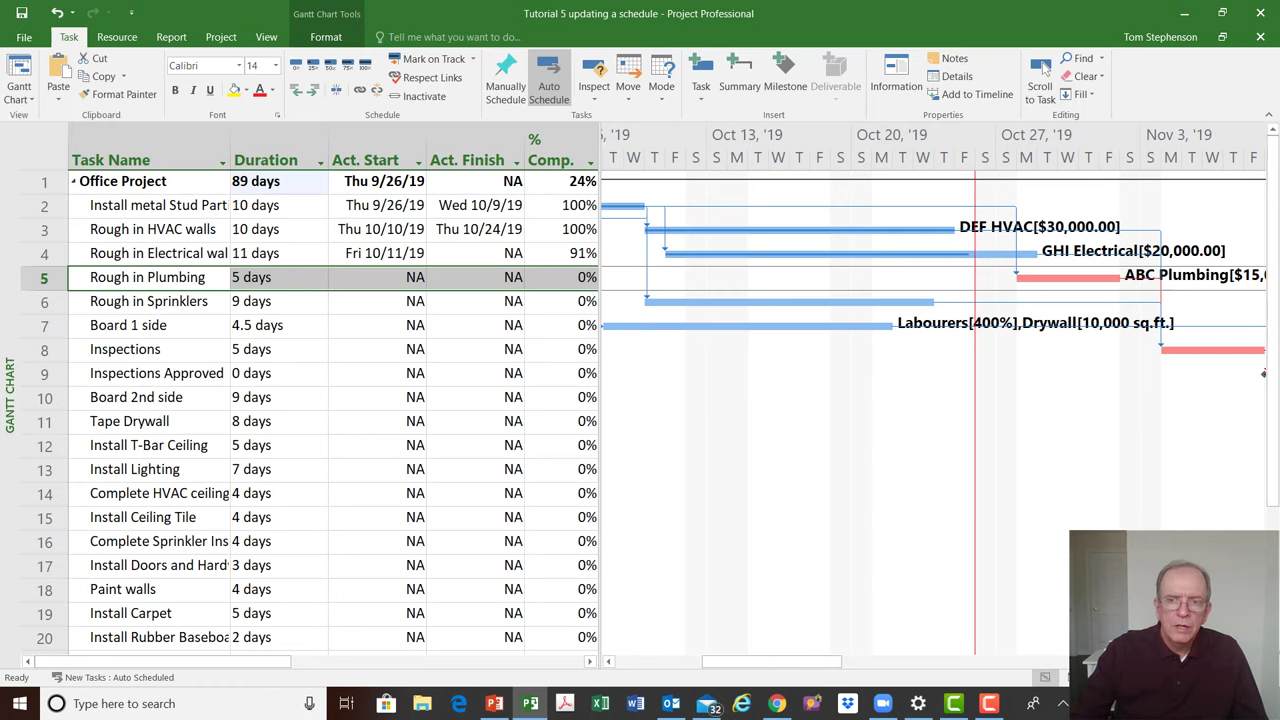 Gantt Chart Tools
Tutorial 5 updating a schedule - Project Professional
File Task Resource Report Project View Format Tell me what you want to do... Tom Stephenson
Gantt Chart
Paste
Cut
Copy
Format Painter
Clipboard
Calibri 14
B I U A
Font
0% 25% 50% 75% 100%
Mark on Track
Respect Links
Inactivate
Schedule
Manually Schedule
Auto Schedule
Inspect
Move
Mode
Tasks
Task
Summary
Milestone
Deliverable
Insert
Information
Notes
Details
Add to Timeline
Properties
Scroll to Task
Find
Clear
Fill
Editing
Task Name Duration Act. Start Act. Finish % Comp.
5, '19 Oct 13, '19 Oct 20, '19 Oct 27, '19 Nov 3, '19
T W T F S S M T W T F S S M T W T F S S M T W T F S S M T W T F
1 Office Project 89 days Thu 9/26/19 NA 24%
2 Install metal Stud Part 10 days Thu 9/26/19 Wed 10/9/19 100%
3 Rough in HVAC walls 10 days Thu 10/10/19 Thu 10/24/19 100% DEF HVAC[$30,000.00]
4 Rough in Electrical wal 11 days Fri 10/11/19 NA 91% GHI Electrical[$20,000.00]
5 Rough in Plumbing 5 days NA NA 0% ABC Plumbing[$15,
6 Rough in Sprinklers 9 days NA NA 0%
7 Board 1 side 4.5 days NA NA 0% Labourers[400%],Drywall[10,000 sq.ft.]
8 Inspections 5 days NA NA 0%
9 Inspections Approved 0 days NA NA 0%
10 Board 2nd side 9 days NA NA 0%
11 Tape Drywall 8 days NA NA 0%
12 Install T-Bar Ceiling 5 days NA NA 0%
13 Install Lighting 7 days NA NA 0%
14 Complete HVAC ceiling 4 days NA NA 0%
15 Install Ceiling Tile 4 days NA NA 0%
16 Complete Sprinkler Ins 4 days NA NA 0%
17 Install Doors and Hard 3 days NA NA 0%
18 Paint walls 4 days NA NA 0%
19 Install Carpet 5 days NA NA 0%
20 Install Rubber Baseboa 2 days NA NA 0%
GANTT CHART
Ready New Tasks : Auto Scheduled
Type here to search
32